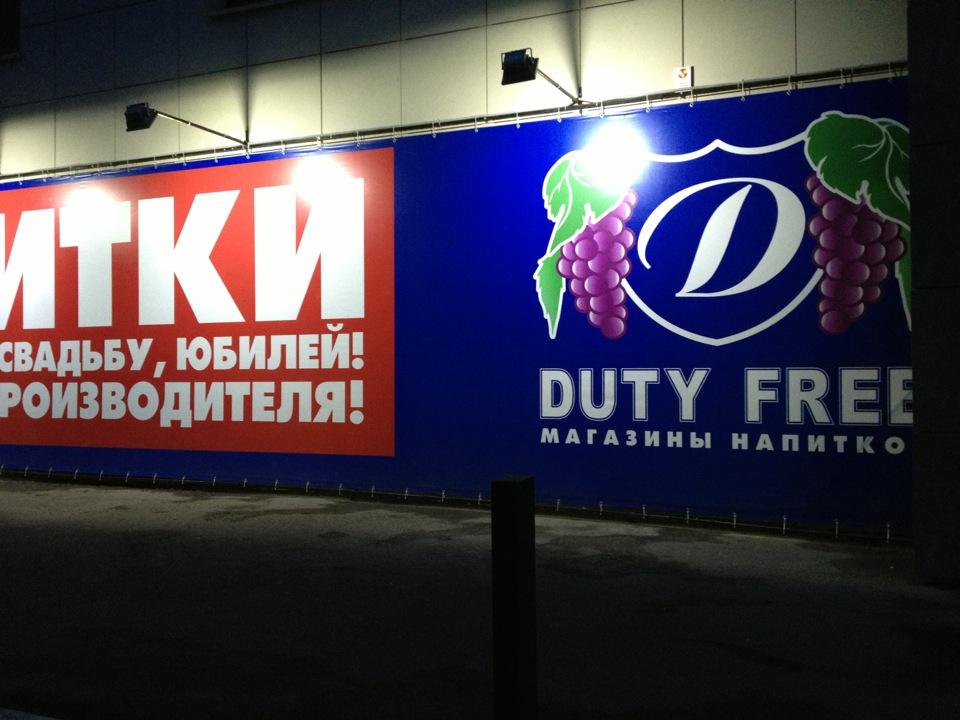 ИТКИ
СВАДЬБУ, ЮБИЛЕЙ!
РОИЗВОДИТЕЛЯ!
D
DUTY FREE
МАГАЗИНЫ НАПИТКО